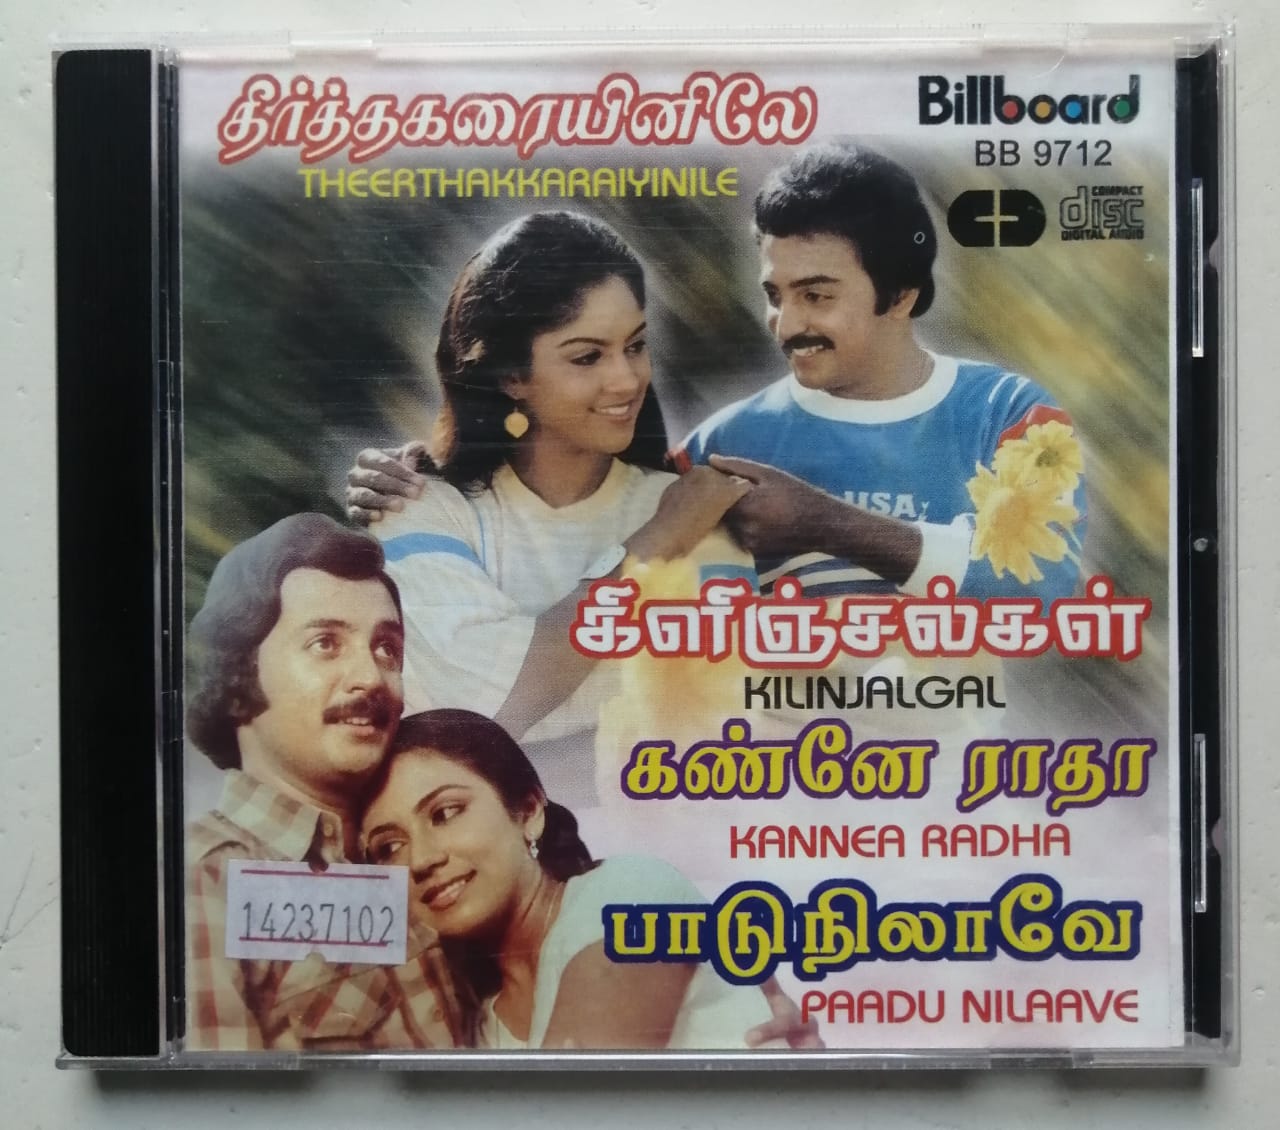 தீர்த்தகரையினிலே
THEERTHAKKARAIYINILE
Billboard
BB 9712
CD
COMPACT
disc
DIGITAL AUDIO
USA
கிளிஞ்சல்கள்
KILINJALGAL
கண்னே ராதா
KANNEA RADHA
14237102
பாடு நிலாவே
PAADU NILAAVE